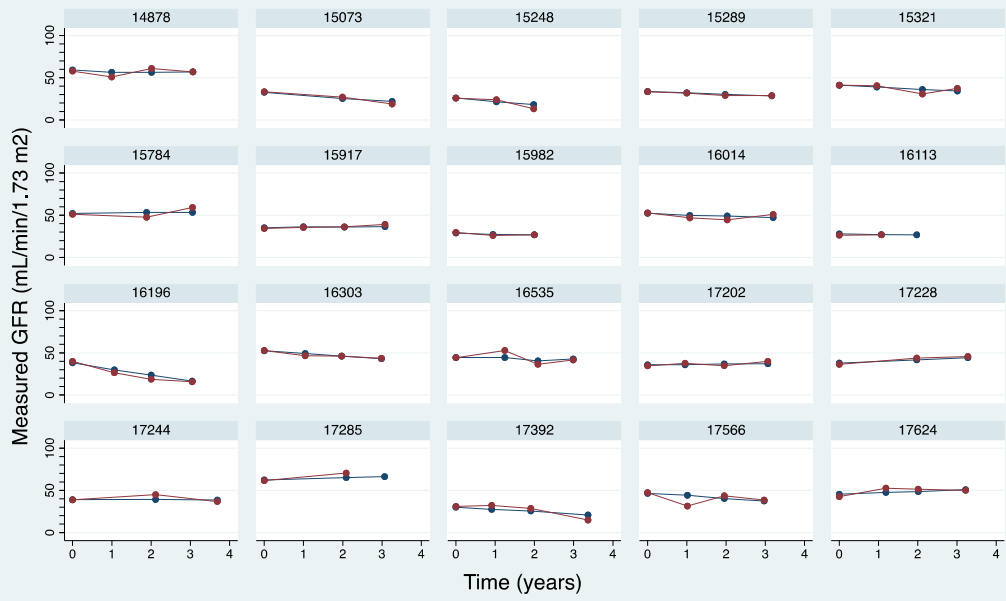 14878 15073 15248 15289 15321
100
50
0
15784 15917 15982 16014 16113
100
50
0
16196 16303 16535 17202 17228
100
50
0
17244 17285 17392 17566 17624
100
50
0
0 1 2 3 4 0 1 2 3 4 0 1 2 3 4 0 1 2 3 4 0 1 2 3 4
Measured GFR (mL/min/1.73 m2)
Time (years)